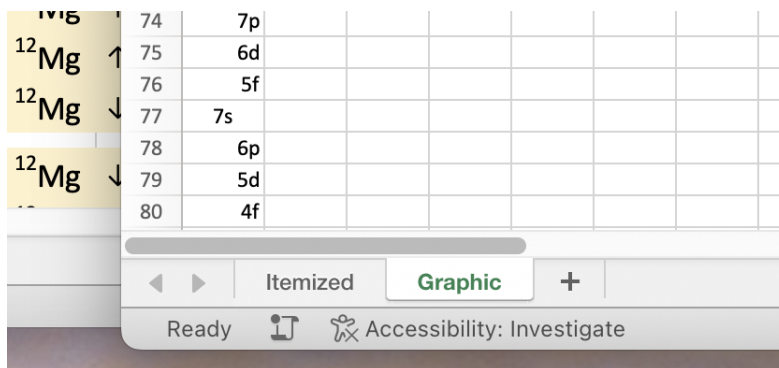 Mg
74 7p
12Mg ↑ 75 6d
76 5f
12Mg ↓ 77 7s
78 6p
12Mg ↓ 79 5d
80 4f
Itemized Graphic +
Ready Accessibility: Investigate